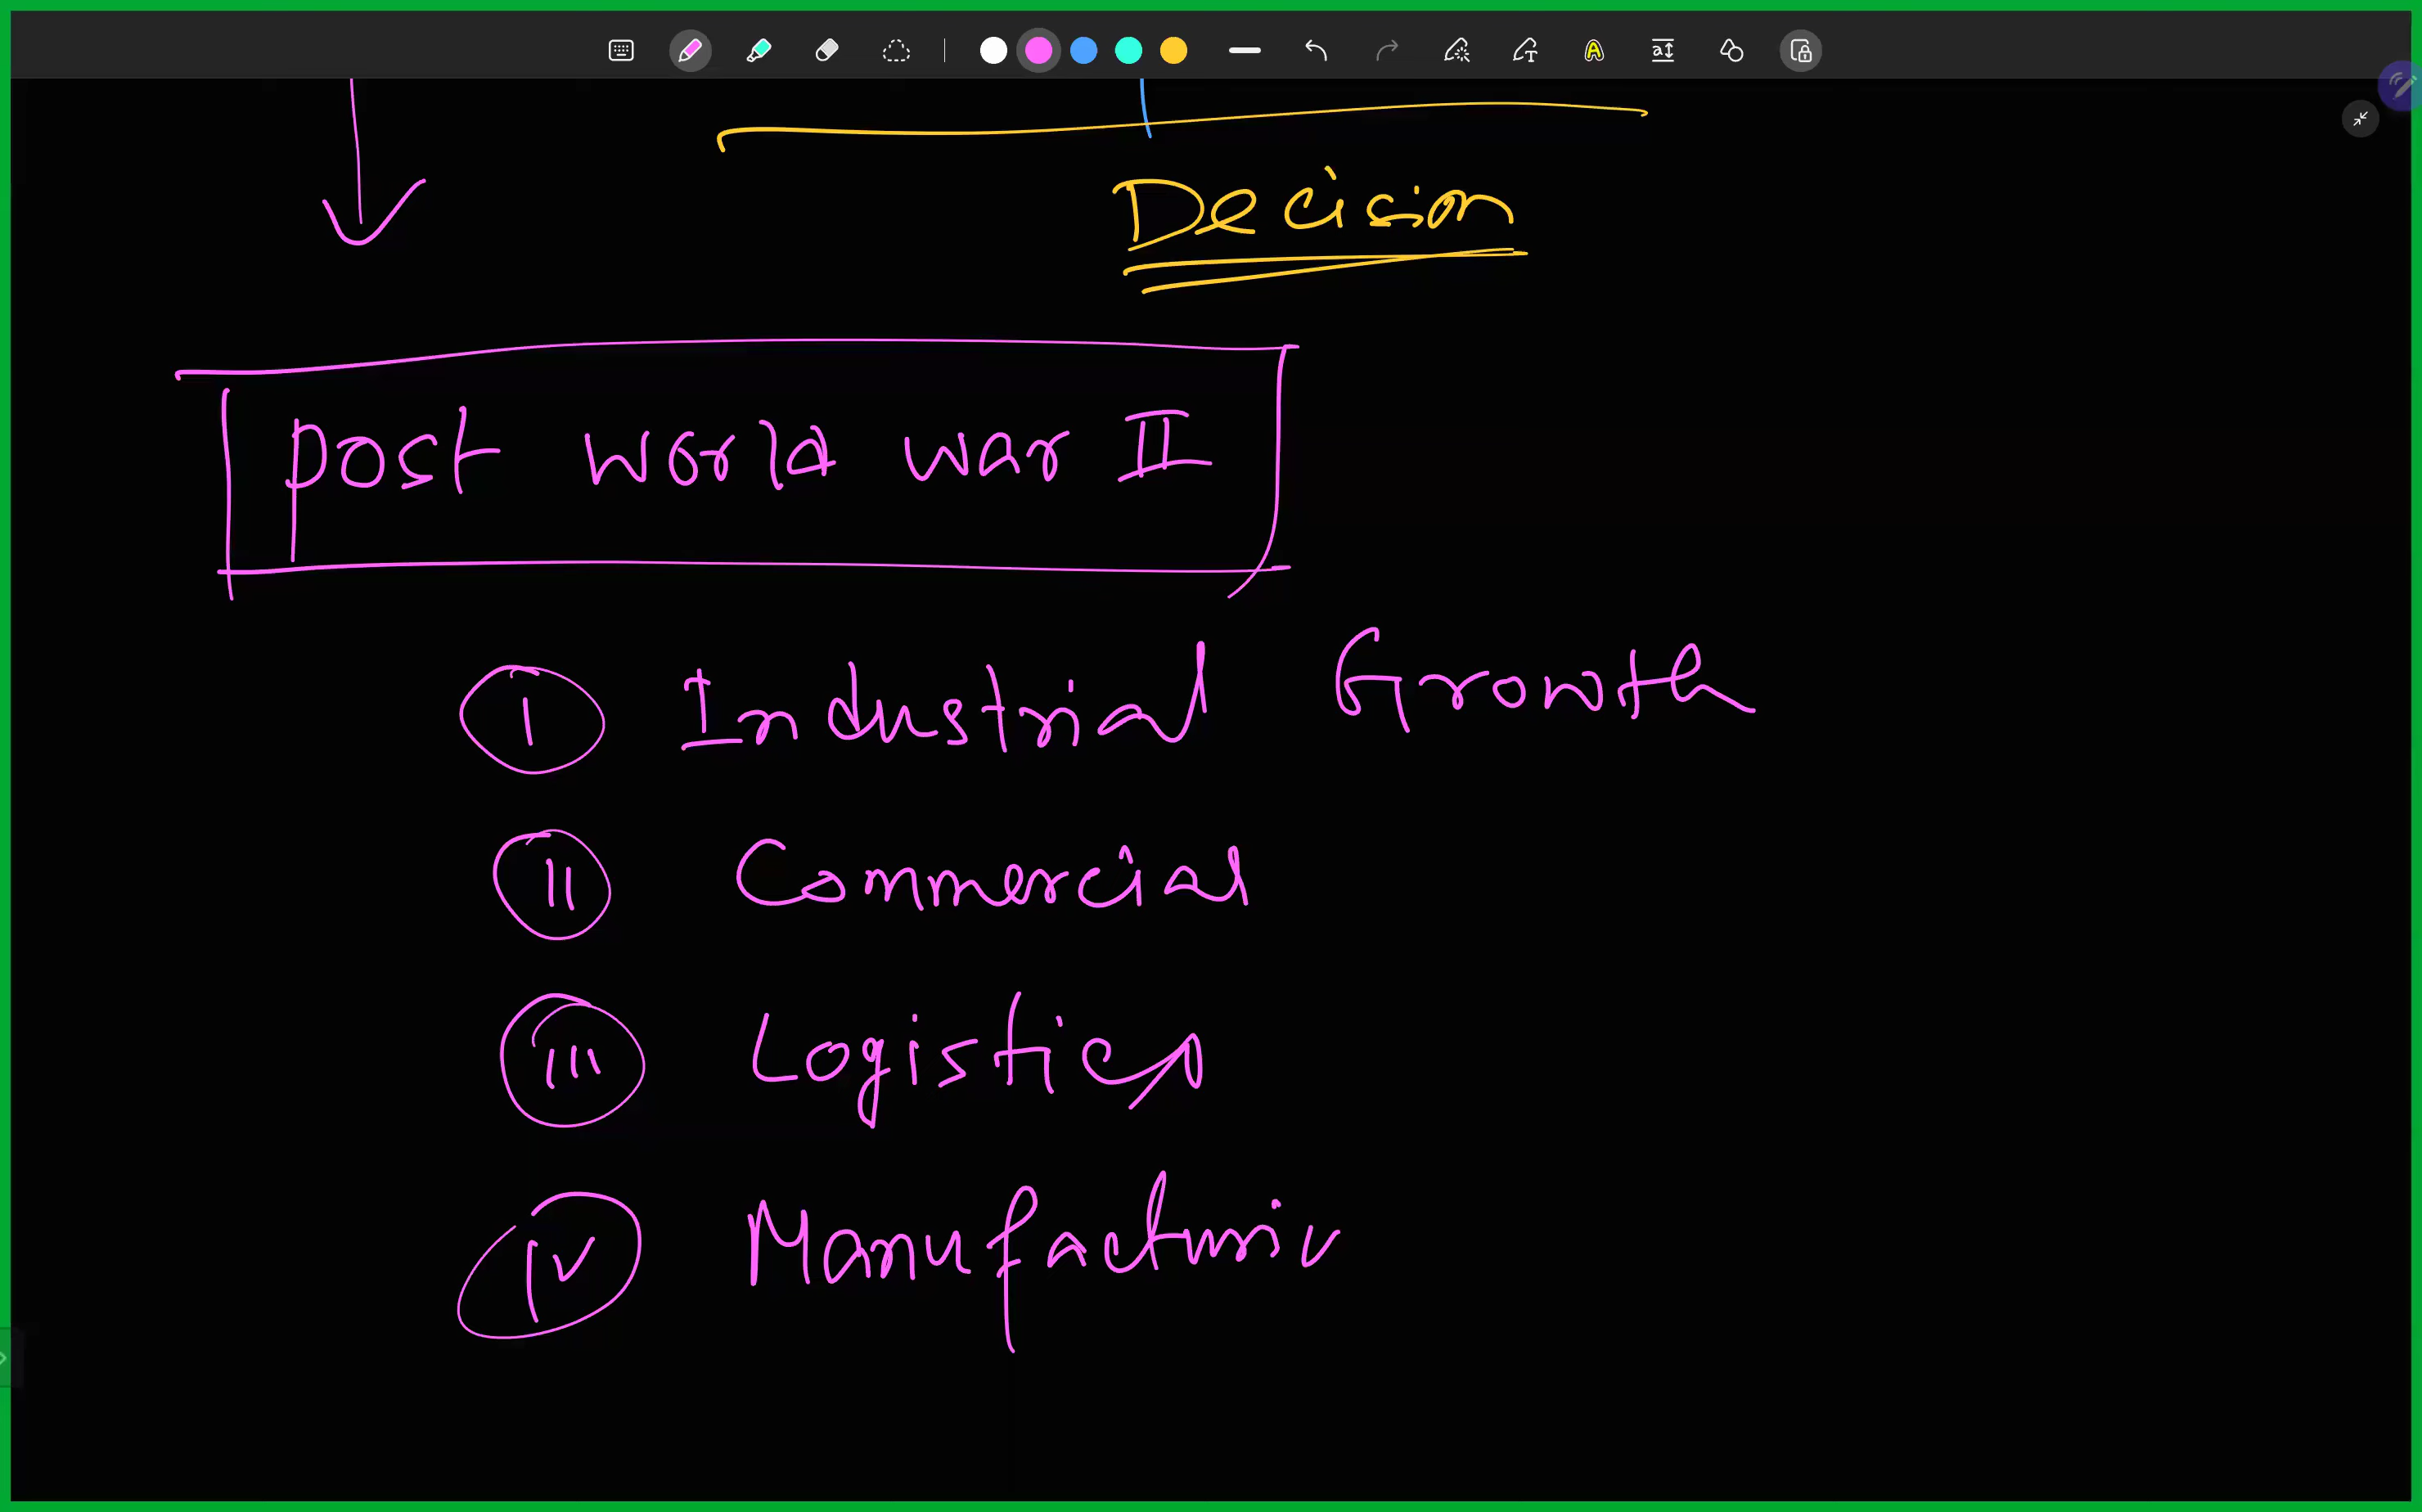 Decision
Post world war II
I Industrial Growth
II Commercial
III Logistics
IV Manufacturi